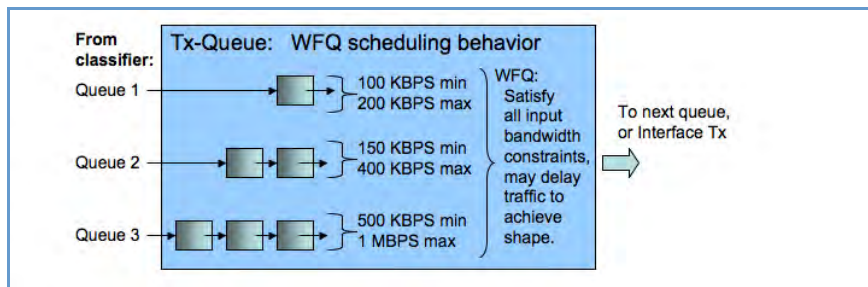 From
classifier:
Tx-Queue: WFQ scheduling behavior
Queue 1
100 KBPS min
200 KBPS max
Queue 2
150 KBPS min
400 KBPS max
Queue 3
500 KBPS min
1 MBPS max
WFQ:
Satisfy
all input
bandwidth
constraints,
may delay
traffic to
achieve
shape.
To next queue,
or Interface Tx